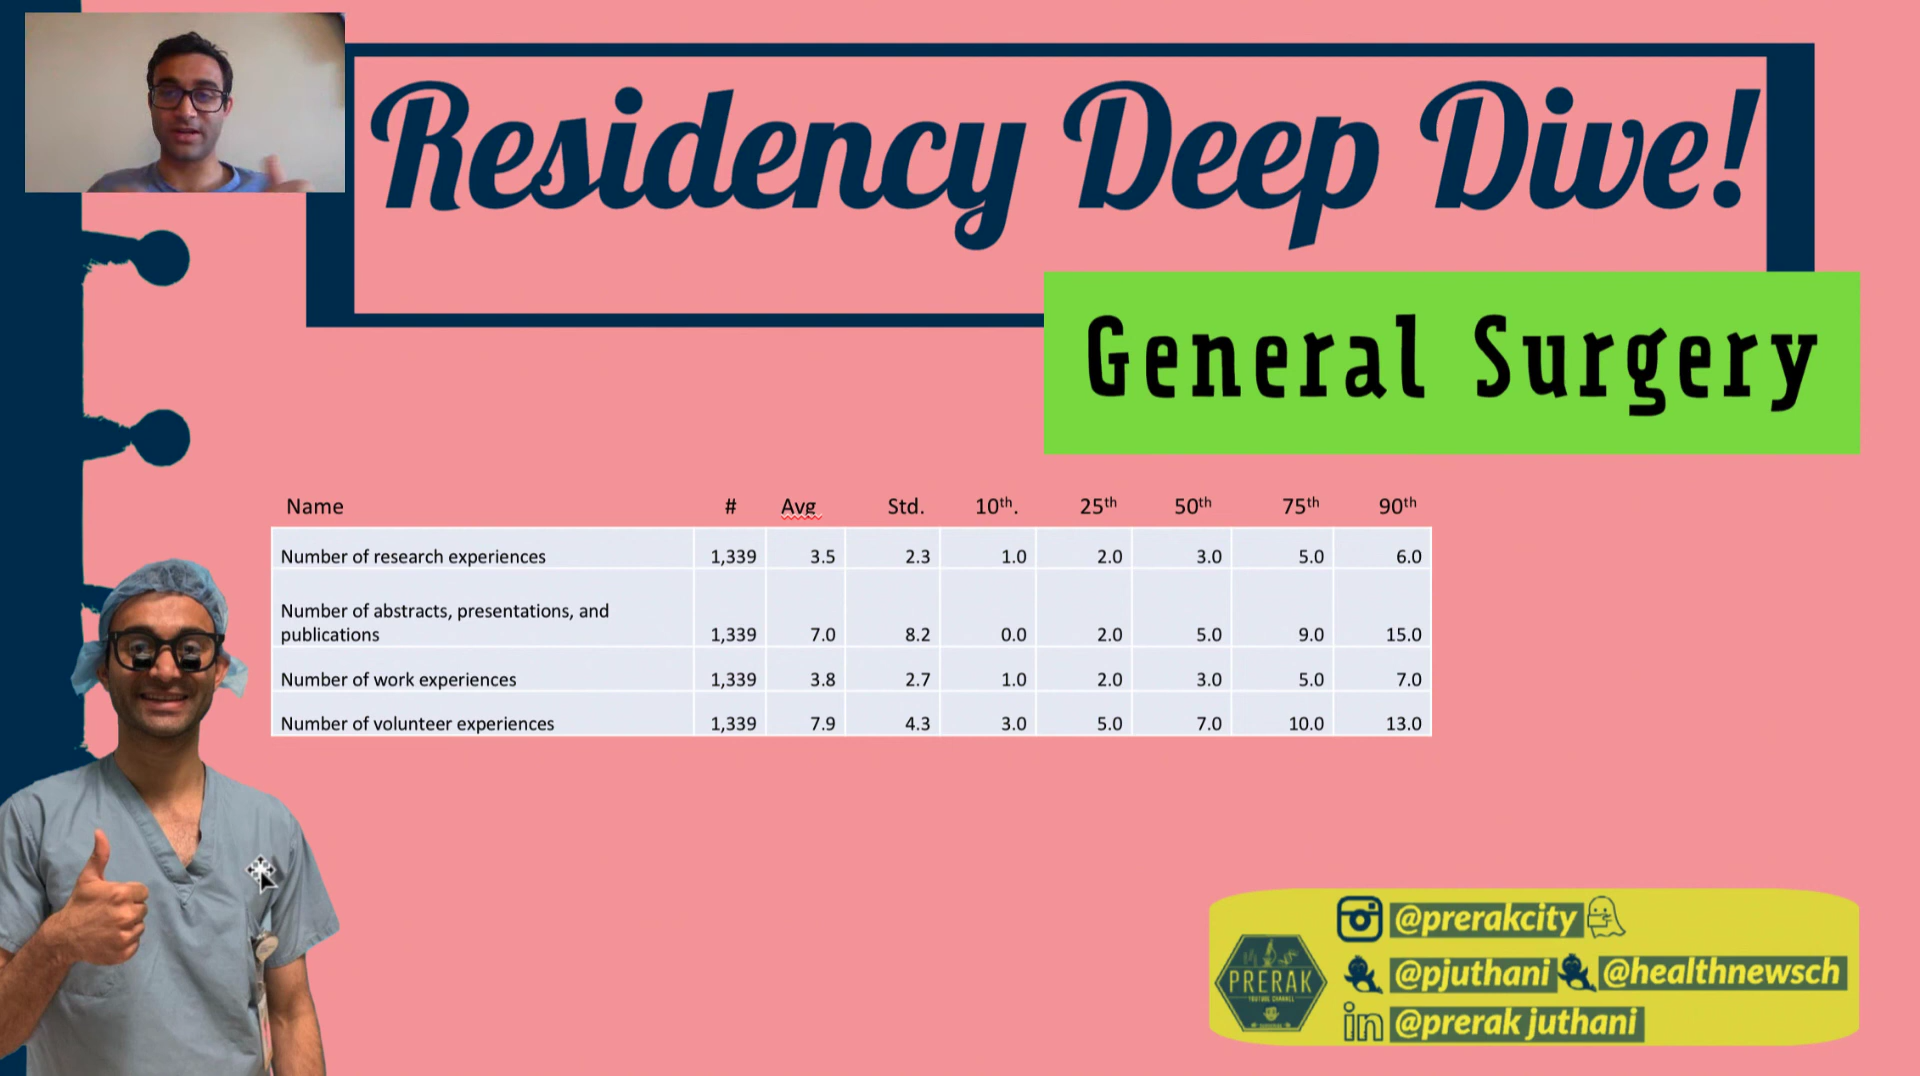 Residency Deep Dive!
General Surgery
Name # Avg Std. 10th. 25th 50th 75th 90th
Number of research experiences 1,339 3.5 2.3 1.0 2.0 3.0 5.0 6.0
Number of abstracts, presentations, and
publications 1,339 7.0 8.2 0.0 2.0 5.0 9.0 15.0
Number of work experiences 1,339 3.8 2.7 1.0 2.0 3.0 5.0 7.0
Number of volunteer experiences 1,339 7.9 4.3 3.0 5.0 7.0 10.0 13.0
@prerakcity
@pjuthani @healthnewsch
in @prerak juthani
PRERAK
YOUTUBE CHANNEL